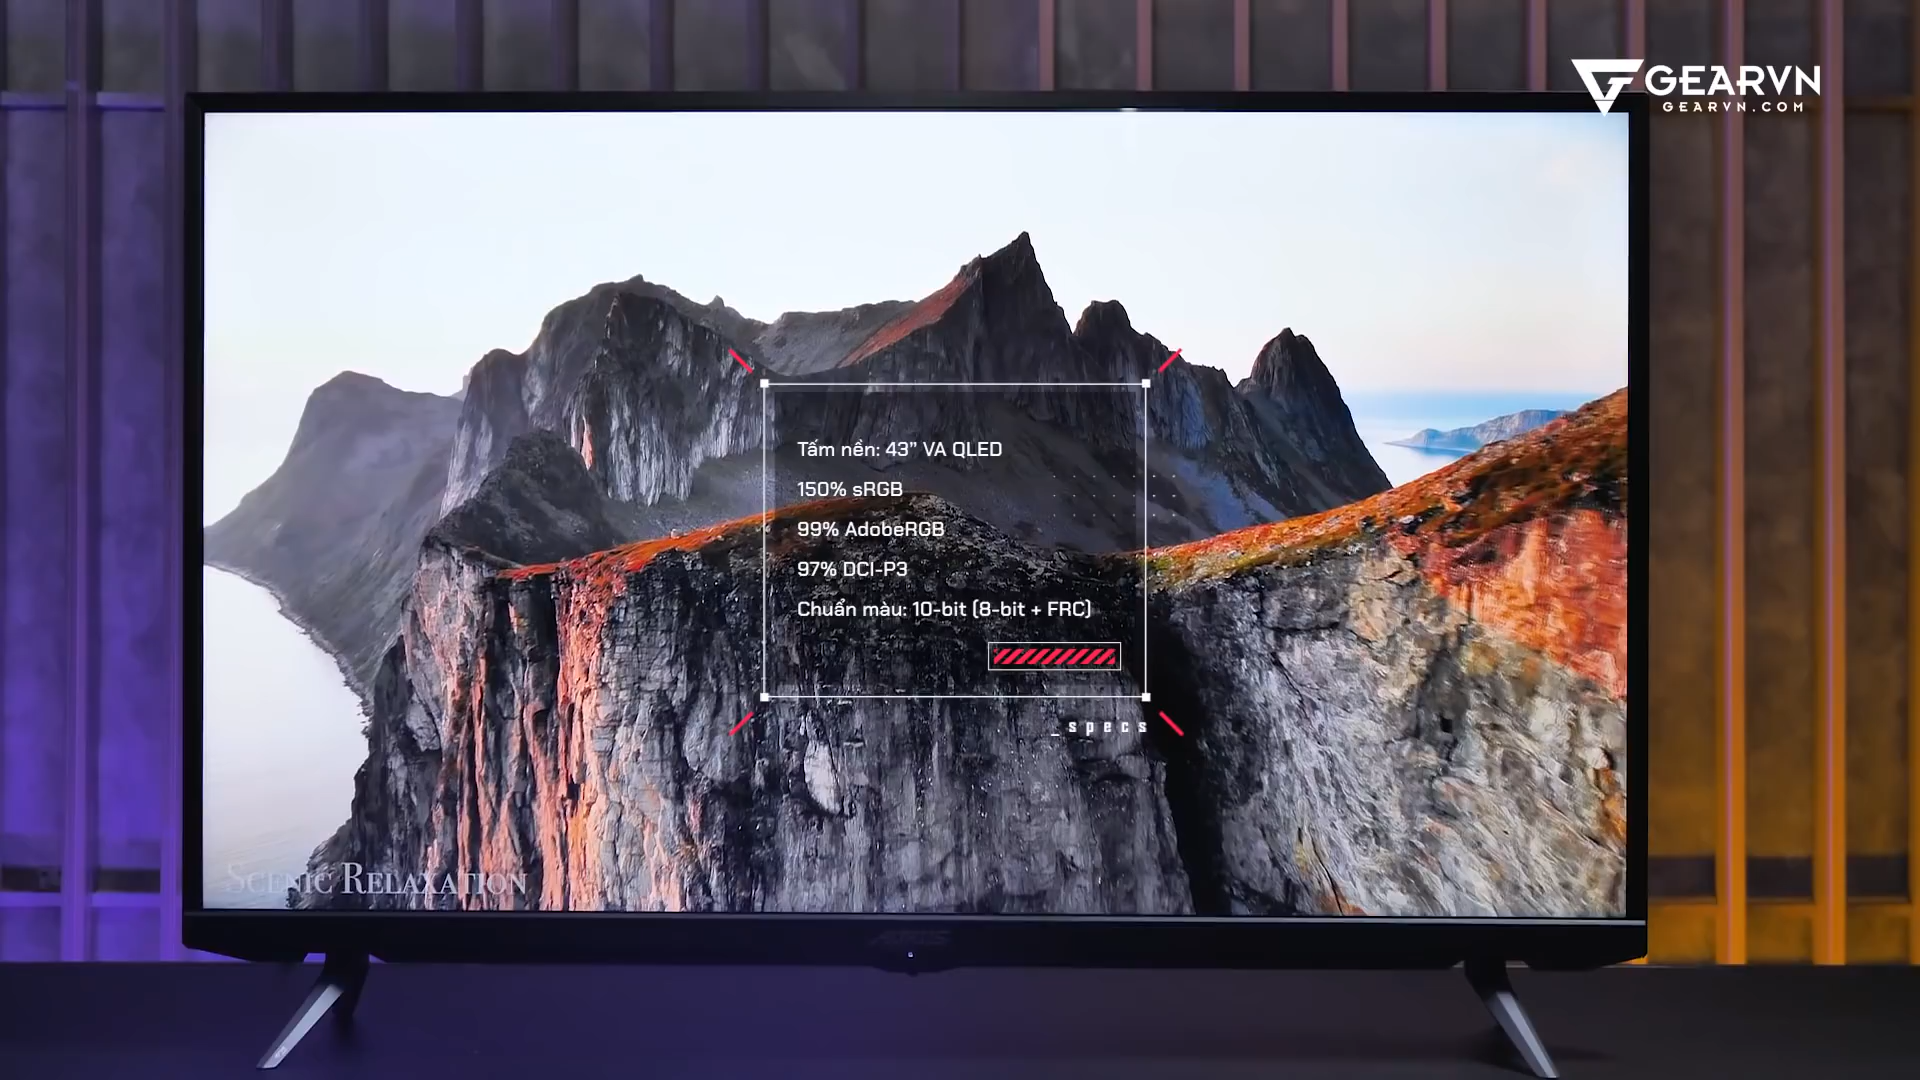 GEARVN
GEARVN.COM
Tấm nền: 43” VA QLED
150% sRGB
99% AdobeRGB
97% DCI-P3
Chuẩn màu: 10-bit (8-bit + FRC)
_specs
SCENIC RELAXATION